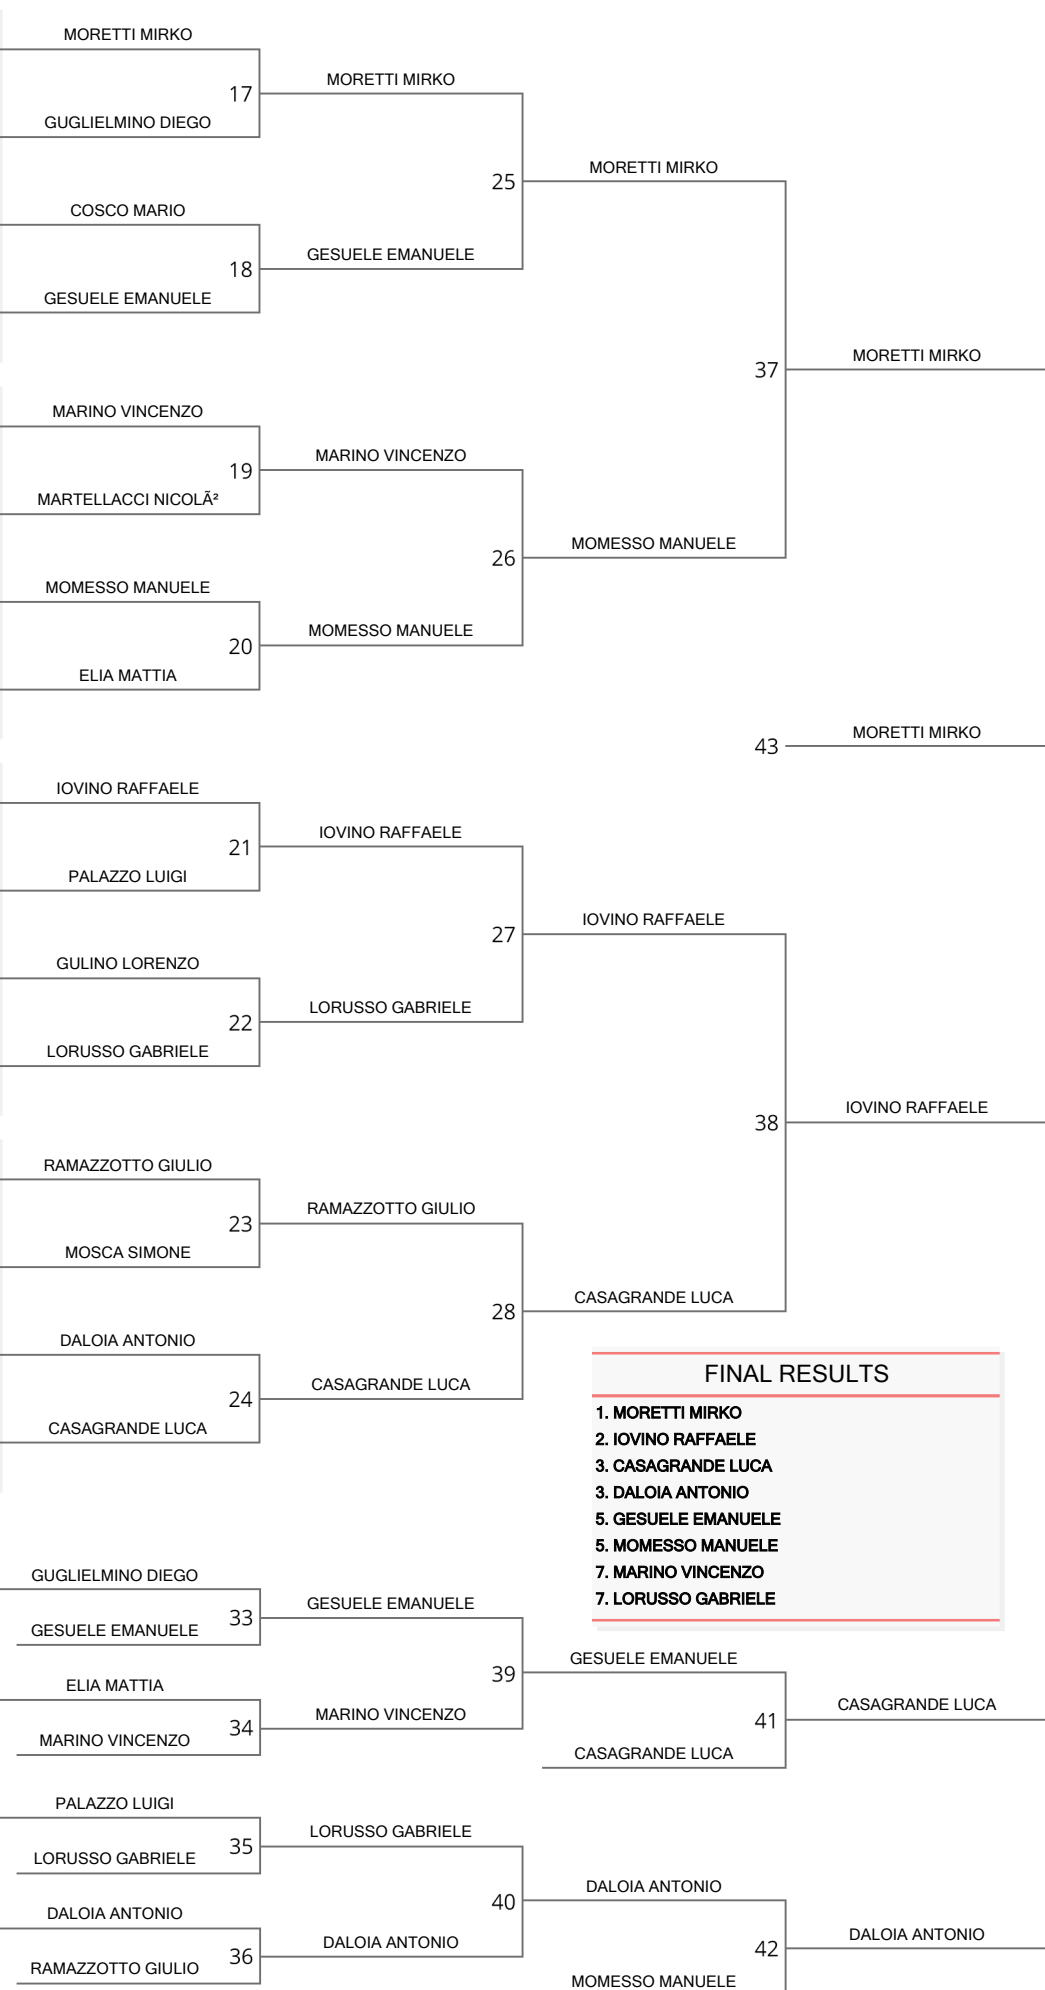 MORETTI MIRKO
17
MORETTI MIRKO
GUGLIELMINO DIEGO
25
MORETTI MIRKO
COSCO MARIO
18
GESUELE EMANUELE
GESUELE EMANUELE
37
MORETTI MIRKO
MARINO VINCENZO
19
MARINO VINCENZO
MARTELLACCI NICOLÃ²
26
MOMESSO MANUELE
MOMESSO MANUELE
20
MOMESSO MANUELE
ELIA MATTIA
43
MORETTI MIRKO
IOVINO RAFFAELE
21
IOVINO RAFFAELE
PALAZZO LUIGI
27
IOVINO RAFFAELE
GULINO LORENZO
22
LORUSSO GABRIELE
LORUSSO GABRIELE
38
IOVINO RAFFAELE
RAMAZZOTTO GIULIO
23
RAMAZZOTTO GIULIO
MOSCA SIMONE
28
CASAGRANDE LUCA
DALOIA ANTONIO
24
CASAGRANDE LUCA
CASAGRANDE LUCA
FINAL RESULTS
1. MORETTI MIRKO
2. IOVINO RAFFAELE
3. CASAGRANDE LUCA
3. DALOIA ANTONIO
5. GESUELE EMANUELE
5. MOMESSO MANUELE
7. MARINO VINCENZO
7. LORUSSO GABRIELE
GUGLIELMINO DIEGO
33
GESUELE EMANUELE
GESUELE EMANUELE
39
GESUELE EMANUELE
ELIA MATTIA
34
MARINO VINCENZO
MARINO VINCENZO
41
CASAGRANDE LUCA
CASAGRANDE LUCA
PALAZZO LUIGI
35
LORUSSO GABRIELE
LORUSSO GABRIELE
40
DALOIA ANTONIO
DALOIA ANTONIO
36
DALOIA ANTONIO
RAMAZZOTTO GIULIO
42
DALOIA ANTONIO
MOMESSO MANUELE